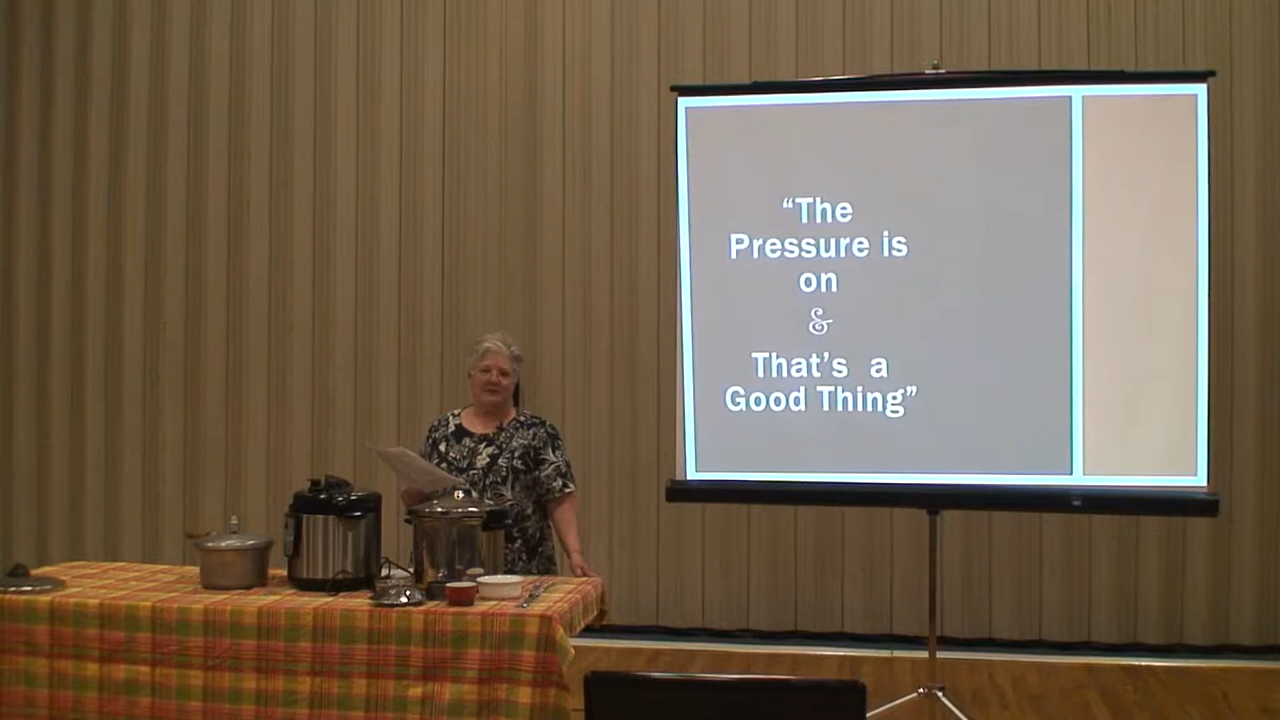 “The
Pressure is
on
&
That’s a
Good Thing”